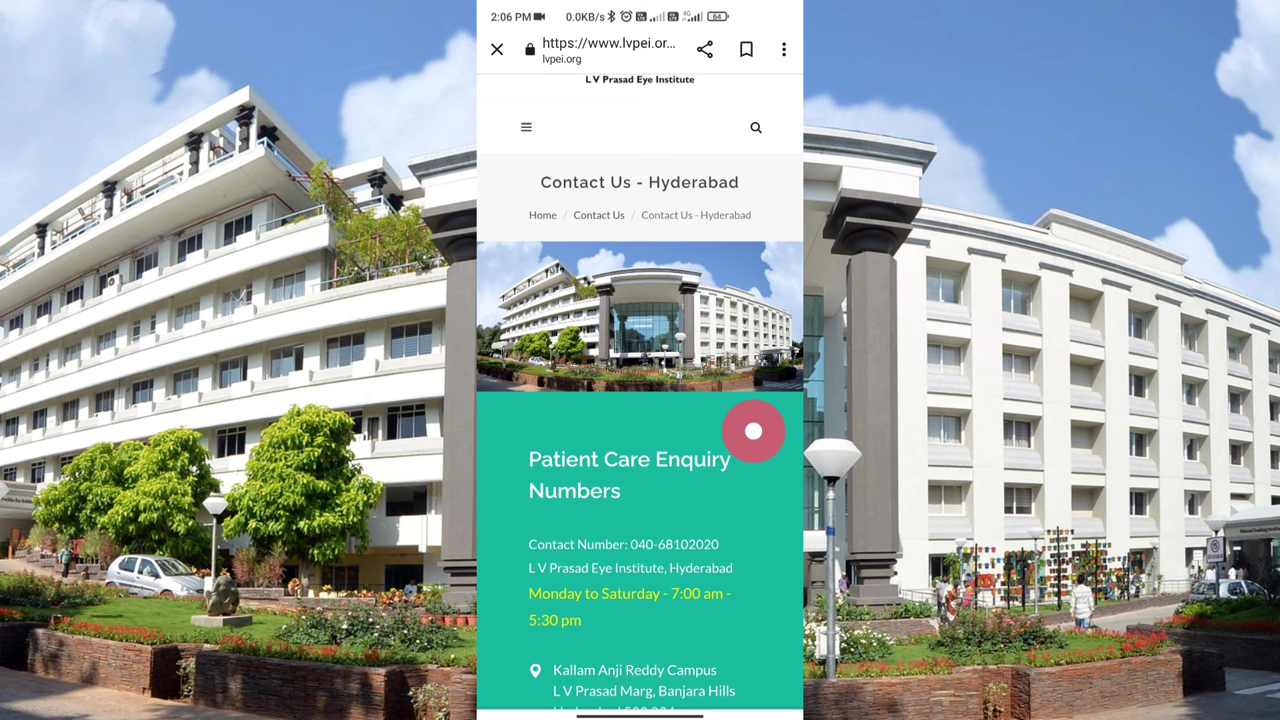 2:06 PM 0.0KB/s 4G 64
https://www.lvpei.or...
lvpei.org
L V Prasad Eye Institute
Contact Us - Hyderabad
Home / Contact Us / Contact Us - Hyderabad
Patient Care Enquiry
Numbers
Contact Number: 040-68102020
L V Prasad Eye Institute, Hyderabad
Monday to Saturday - 7:00 am -
5:30 pm
Kallam Anji Reddy Campus
L V Prasad Marg, Banjara Hills